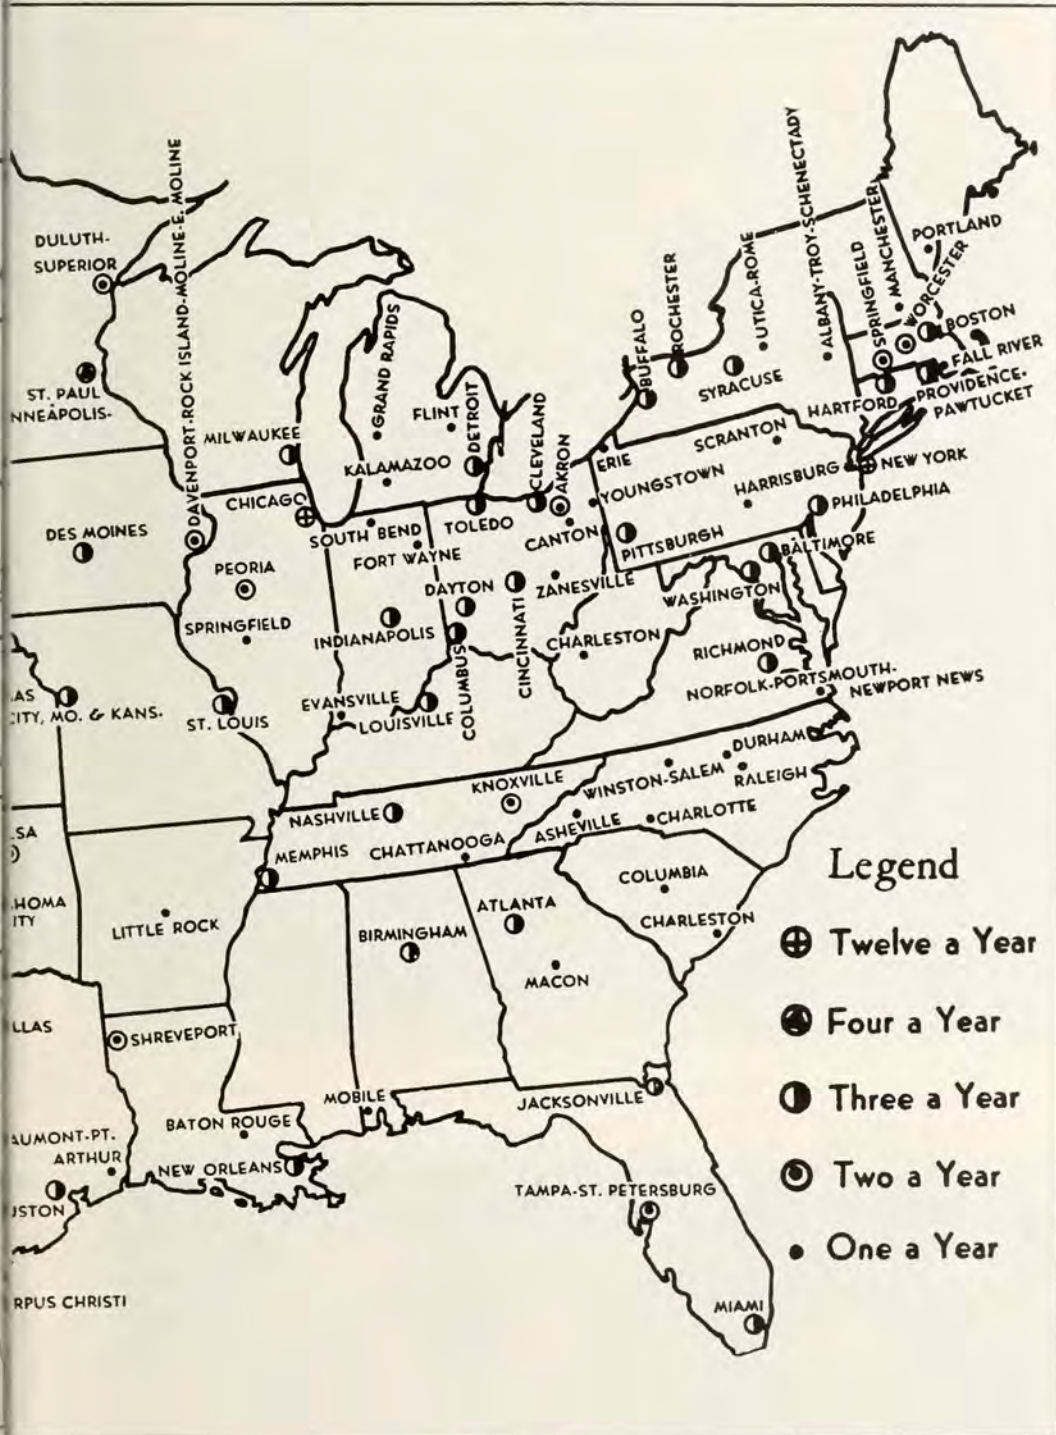 DULUTH-
SUPERIOR
DAVENPORT-ROCK ISLAND-MOLINE-E. MOLINE
ST. PAUL
NNEAPOLIS-
MILWAUKEE
GRAND RAPIDS
FLINT
DETROIT
KALAMAZOO
CHICAGO
SOUTH BEND
FORT WAYNE
TOLEDO
CLEVELAND
AKRON
CANTON
BUFFALO
ROCHESTER
SYRACUSE
UTICA-ROME
ALBANY-TROY-SCHENECTADY
SPRINGFIELD
MANCHESTER
WORCESTER
PORTLAND
BOSTON
FALL RIVER
PROVIDENCE-
PAWTUCKET
HARTFORD
SCRANTON
ERIE
YOUNGSTOWN
HARRISBURG
NEW YORK
PHILADELPHIA
PITTSBURGH
BALTIMORE
WASHINGTON
DES MOINES
PEORIA
SPRINGFIELD
INDIANAPOLIS
DAYTON
ZANESVILLE
CINCINNATI
COLUMBUS
CHARLESTON
RICHMOND
NORFOLK-PORTSMOUTH-
NEWPORT NEWS
AS
CITY, MO. & KANS.
ST. LOUIS
EVANSVILLE
LOUISVILLE
DURHAM
WINSTON-SALEM
RALEIGH
KNOXVILLE
NASHVILLE
ASHEVILLE
CHARLOTTE
LSA
MEMPHIS
CHATTANOOGA
COLUMBIA
HOMA
ITY
LITTLE ROCK
BIRMINGHAM
ATLANTA
CHARLESTON
MACON
LLAS
SHREVEPORT
MOBILE
JACKSONVILLE
BATON ROUGE
AUMONT-PT.
ARTHUR
NEW ORLEANS
USTON
TAMPA-ST. PETERSBURG
RPUS CHRISTI
MIAMI
Legend
Twelve a Year
Four a Year
Three a Year
Two a Year
One a Year